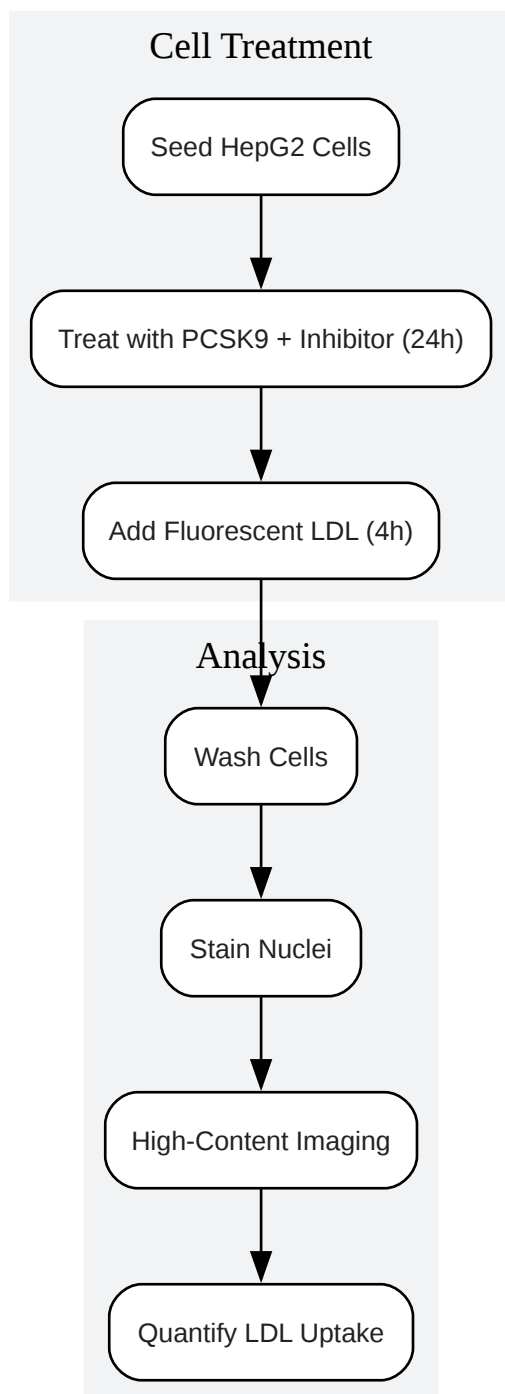 Cell Treatment
Seed HepG2 Cells
Treat with PCSK9 + Inhibitor (24h)
Add Fluorescent LDL (4h)
Analysis
Wash Cells
Stain Nuclei
High-Content Imaging
Quantify LDL Uptake